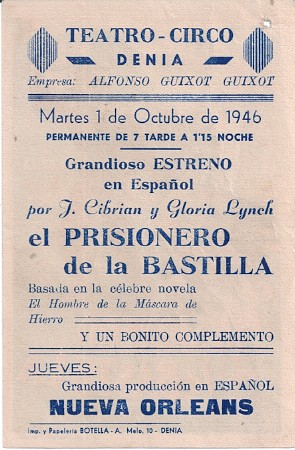 TEATRO-CIRCO
DENIA
Empresa: ALFONSO GUIXOT GUIXOT
Martes 1 de Octubre de 1946
PERMANENTE DE 7 TARDE A 1'15 NOCHE
Grandioso ESTRENO
en Español
por J. Cibrian y Gloria Lynch
el PRISIONERO
de la BASTILLA
Basada en la célebre novela
El Hombre de la Máscara de
Hierro
Y UN BONITO COMPLEMENTO
JUEVES:
Grandiosa producción en ESPAÑOL
NUEVA ORLEANS
Imp. y Papelería BOTELLA - A. Melo, 10 - DENIA